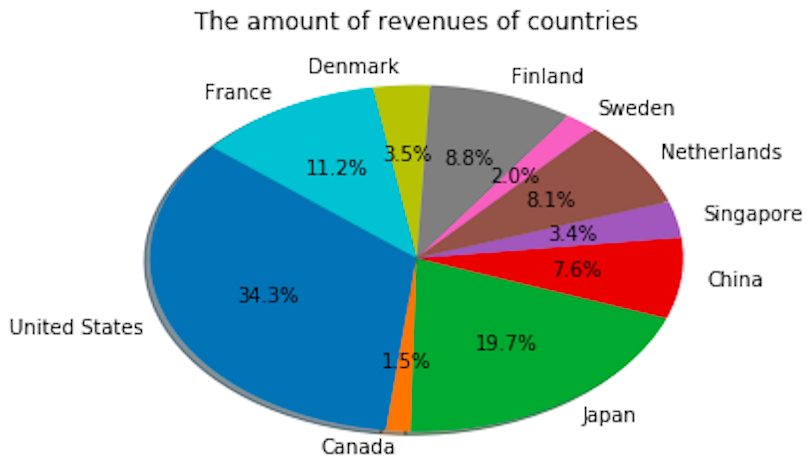 The amount of revenues of countries
Denmark
Finland
France
Sweden
Netherlands
3.5%
8.8%
11.2%
2.0%
8.1%
Singapore
3.4%
7.6%
China
34.3%
United States
19.7%
1.5%
Japan
Canada